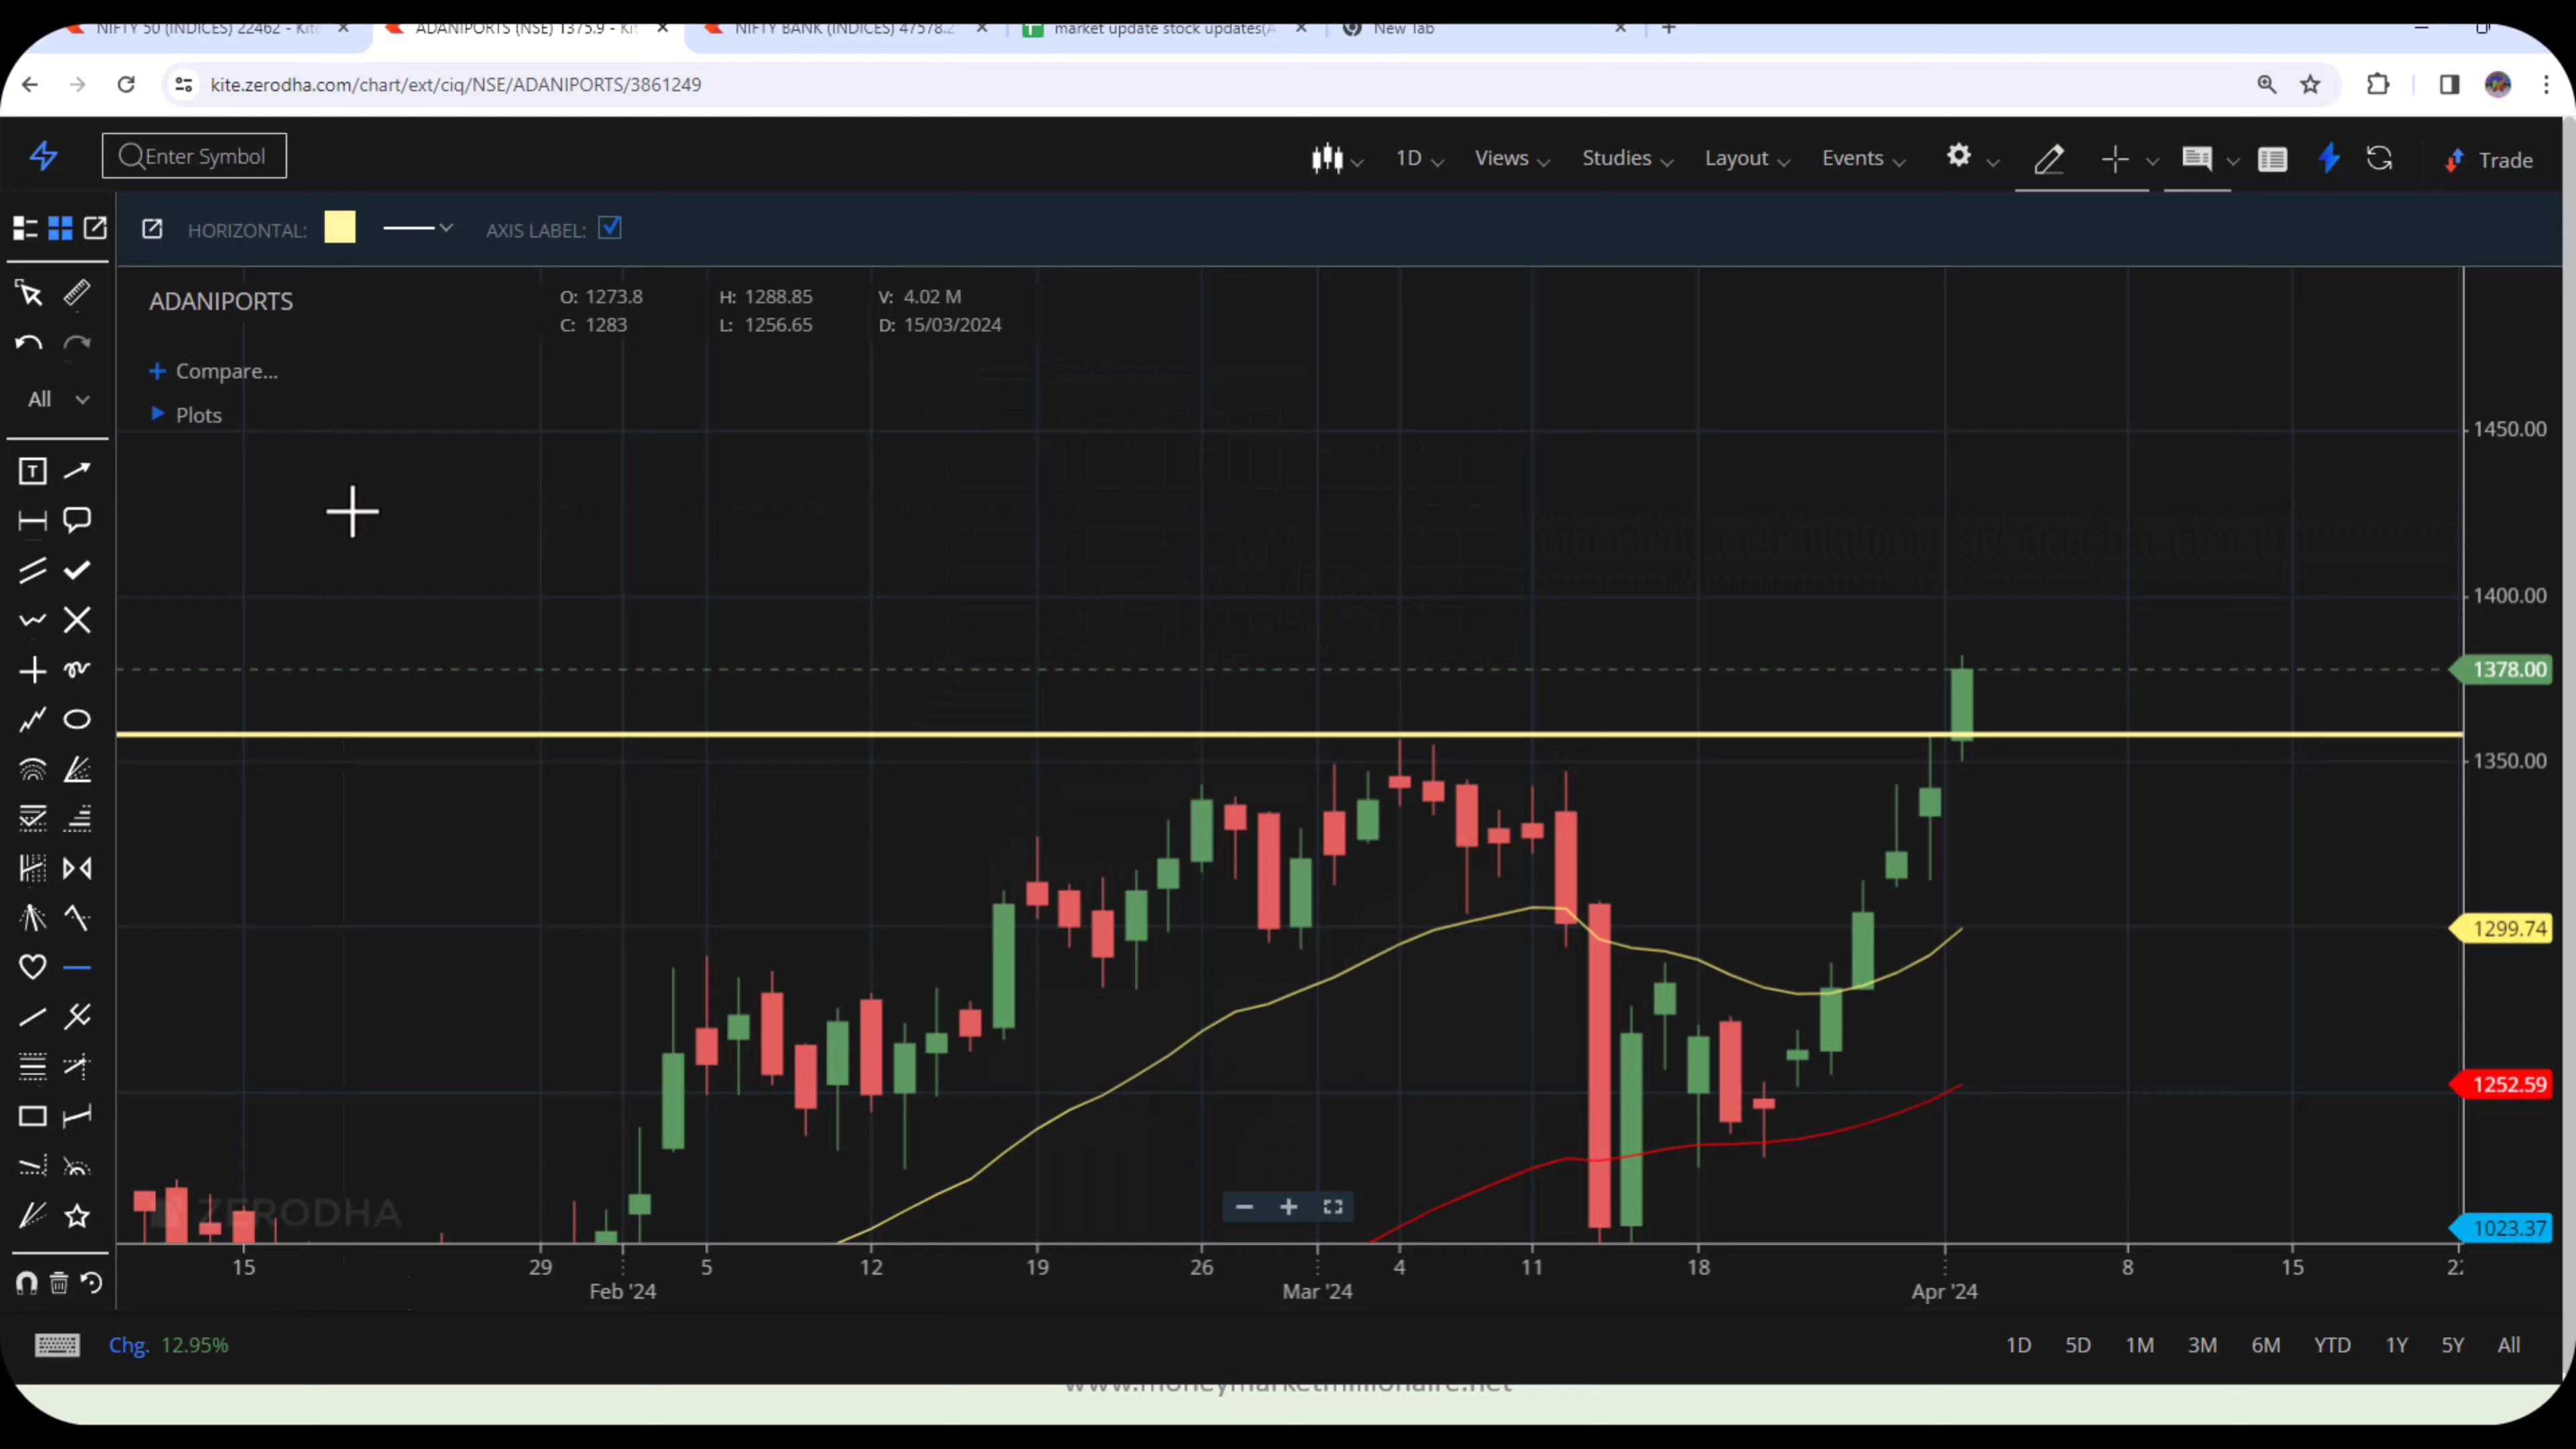 NIFTY 50 (INDICES) 22462 - Kite
ADANIPORTS (NSE) 1375.9 - Kit
NIFTY BANK (INDICES) 47578.2
market update stock updates(A
New Tab
kite.zerodha.com/chart/ext/ciq/NSE/ADANIPORTS/3861249
Enter Symbol
1D
Views
Studies
Layout
Events
Trade
HORIZONTAL:
AXIS LABEL:
ADANIPORTS
O: 1273.8 H: 1288.85 V: 4.02 M
C: 1283 L: 1256.65 D: 15/03/2024
Compare...
Plots
All
T
1450.00
1400.00
1378.00
1350.00
1299.74
1252.59
1023.37
ZERODHA
15 29 5 12 19 26 4 11 18 8 15
Feb '24 Mar '24 Apr '24
Chg. 12.95%
1D 5D 1M 3M 6M YTD 1Y 5Y All
www.moneymarketmillionaire.net